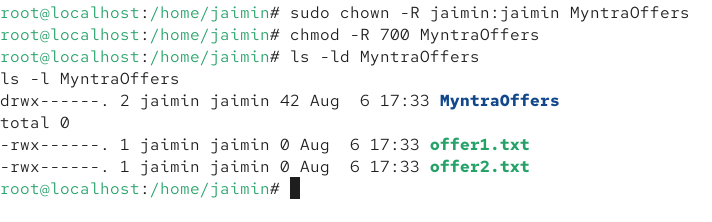 root@localhost:/home/jaimin# sudo chown -R jaimin:jaimin MyntraOffers
root@localhost:/home/jaimin# chmod -R 700 MyntraOffers
root@localhost:/home/jaimin# ls -ld MyntraOffers
ls -l MyntraOffers
drwx------. 2 jaimin jaimin 42 Aug  6 17:33 MyntraOffers
total 0
-rwx------. 1 jaimin jaimin 0 Aug  6 17:33 offer1.txt
-rwx------. 1 jaimin jaimin 0 Aug  6 17:33 offer2.txt
root@localhost:/home/jaimin#